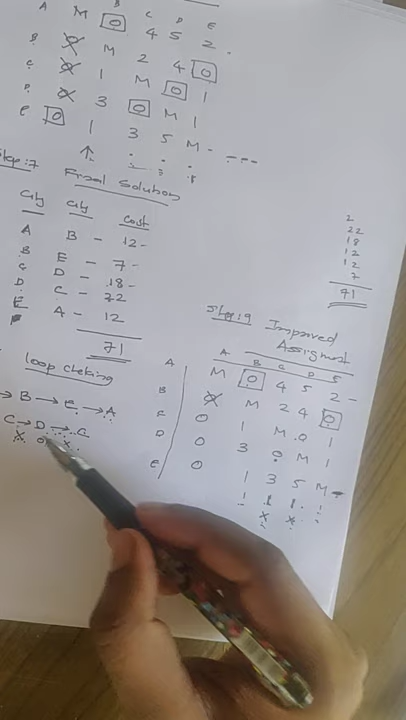 B C D E
A M 0 4 5 2 -
B X M 2 4 0
C X 1 M 0 1
D X 3 0 M 1
E 0 1 3 5 M - ---
Step:7 Final Solution
City City Cost
A B - 12 -
B E - 7 -
C D - 18 -
D C - 22
E A - 12
71
2
22
18
12
12
7
71
loop cheking
→ B → E → A
C → D → C
Step:9 Improved
Assignment
A B C D E
A M 0 4 5 2 -
B X M 2 4 0
C 0 1 M 0 1
D 0 3 0 M 1
E 0 1 3 5 M -